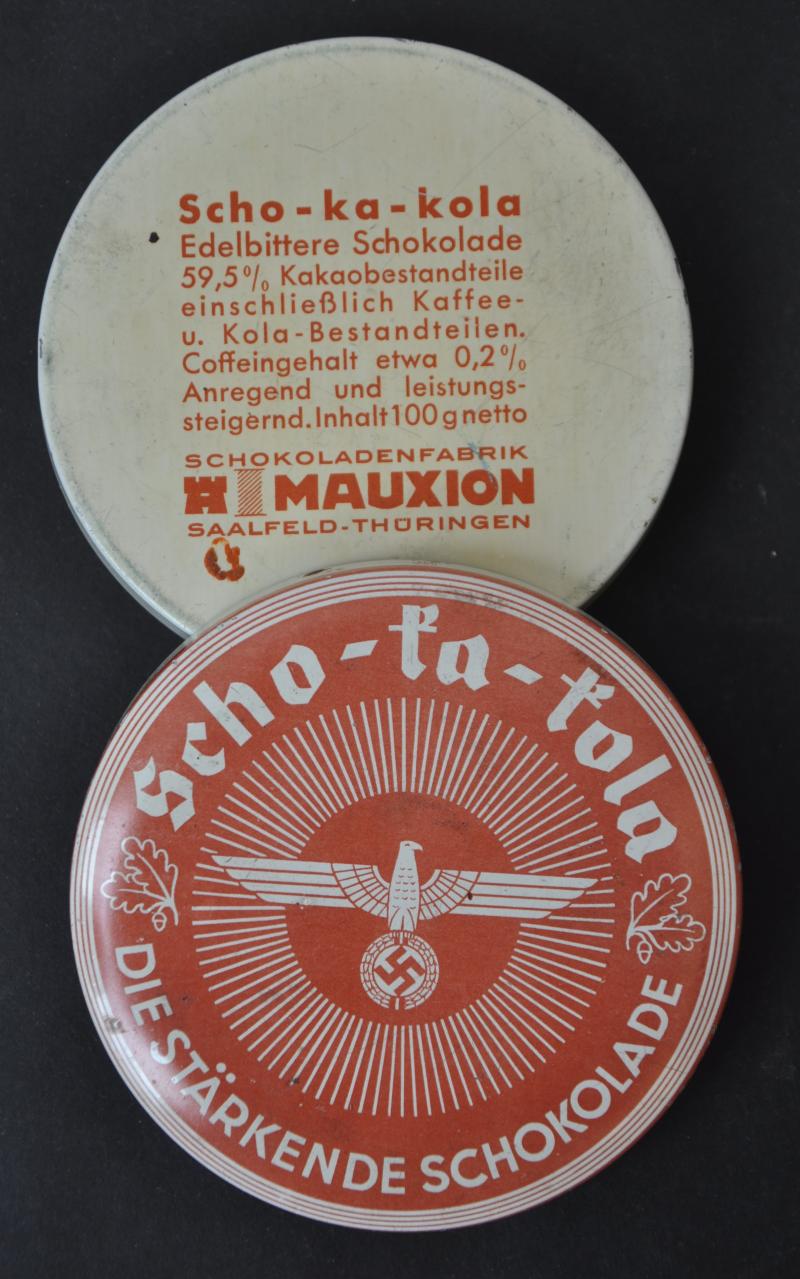 Scho-ka-kola
Edelbittere Schokolade
59,5% Kakaobestandteile
einschließlich Kaffee-
u. Kola-Bestandteilen.
Coffeingehalt etwa 0,2%
Anregend und leistungs-
steigernd. Inhalt 100 g netto
SCHOKOLADENFABRIK
MAUXION
SAALFELD-THÜRINGEN
Scho-ka-kola
DIE STÄRKENDE SCHOKOLADE